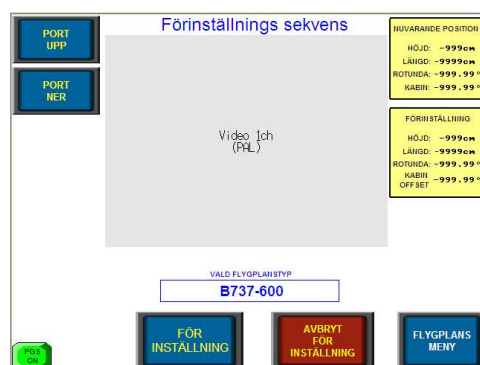 Förinställnings sekvens
PORT
UPP
PORT
NER
Video 1ch
(PAL)
NUVARANDE POSITION
HÖJD: -999cm
LÄNGD: -9999cm
ROTUNDA: -999.99°
KABIN: -999.99°
FÖRINSTÄLLNING
HÖJD: -999cm
LÄNGD: -9999cm
ROTUNDA: -999.99°
KABIN
OFFSET -999.99°
VALD FLYGPLANSTYP
B737-600
PGS
ON
FÖR
INSTÄLLNING
AVBRYT
FÖR
INSTÄLLNING
FLYGPLANS
MENY